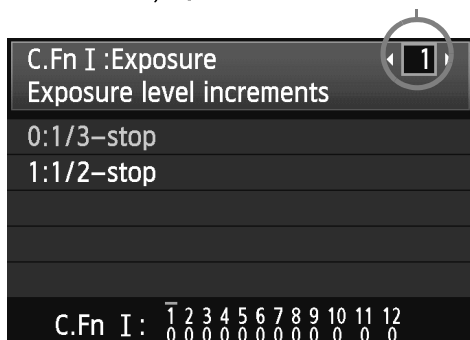 C.Fn I :Exposure 1
Exposure level increments
0:1/3-stop
1:1/2-stop
C.Fn I : 1 2 3 4 5 6 7 8 9 10 11 12
0 0 0 0 0 0 0 0 0 0 0 0